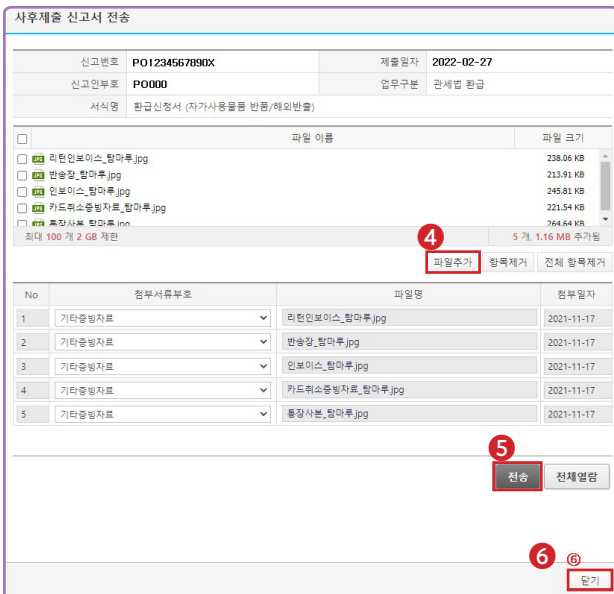 사후제출 신고서 전송
신고번호 PO1234567890X 제출일자 2022-02-27
신고인부호 PO000 업무구분 관세법 환급
서식명 환급신청서 (자가사용물품 반품/해외반출)
파일 이름 파일 크기
리턴인보이스_탐마루.jpg 238.06 KB
반송장_탐마루.jpg 213.91 KB
인보이스_탐마루.jpg 245.81 KB
카드취소증빙자료_탐마루.jpg 221.54 KB
통장사본_탐마루.jpg 264.64 KB
최대 100 개 2 GB 제한 5 개, 1.16 MB 추가됨
4
파일추가 항목제거 전체 항목제거
No 첨부서류부호 파일명 첨부일자
1 기타증빙자료 리턴인보이스_탐마루.jpg 2021-11-17
2 기타증빙자료 반송장_탐마루.jpg 2021-11-17
3 기타증빙자료 인보이스_탐마루.jpg 2021-11-17
4 기타증빙자료 카드취소증빙자료_탐마루.jpg 2021-11-17
5 기타증빙자료 통장사본_탐마루.jpg 2021-11-17
5
전송 전체열람
6 ⑥
닫기